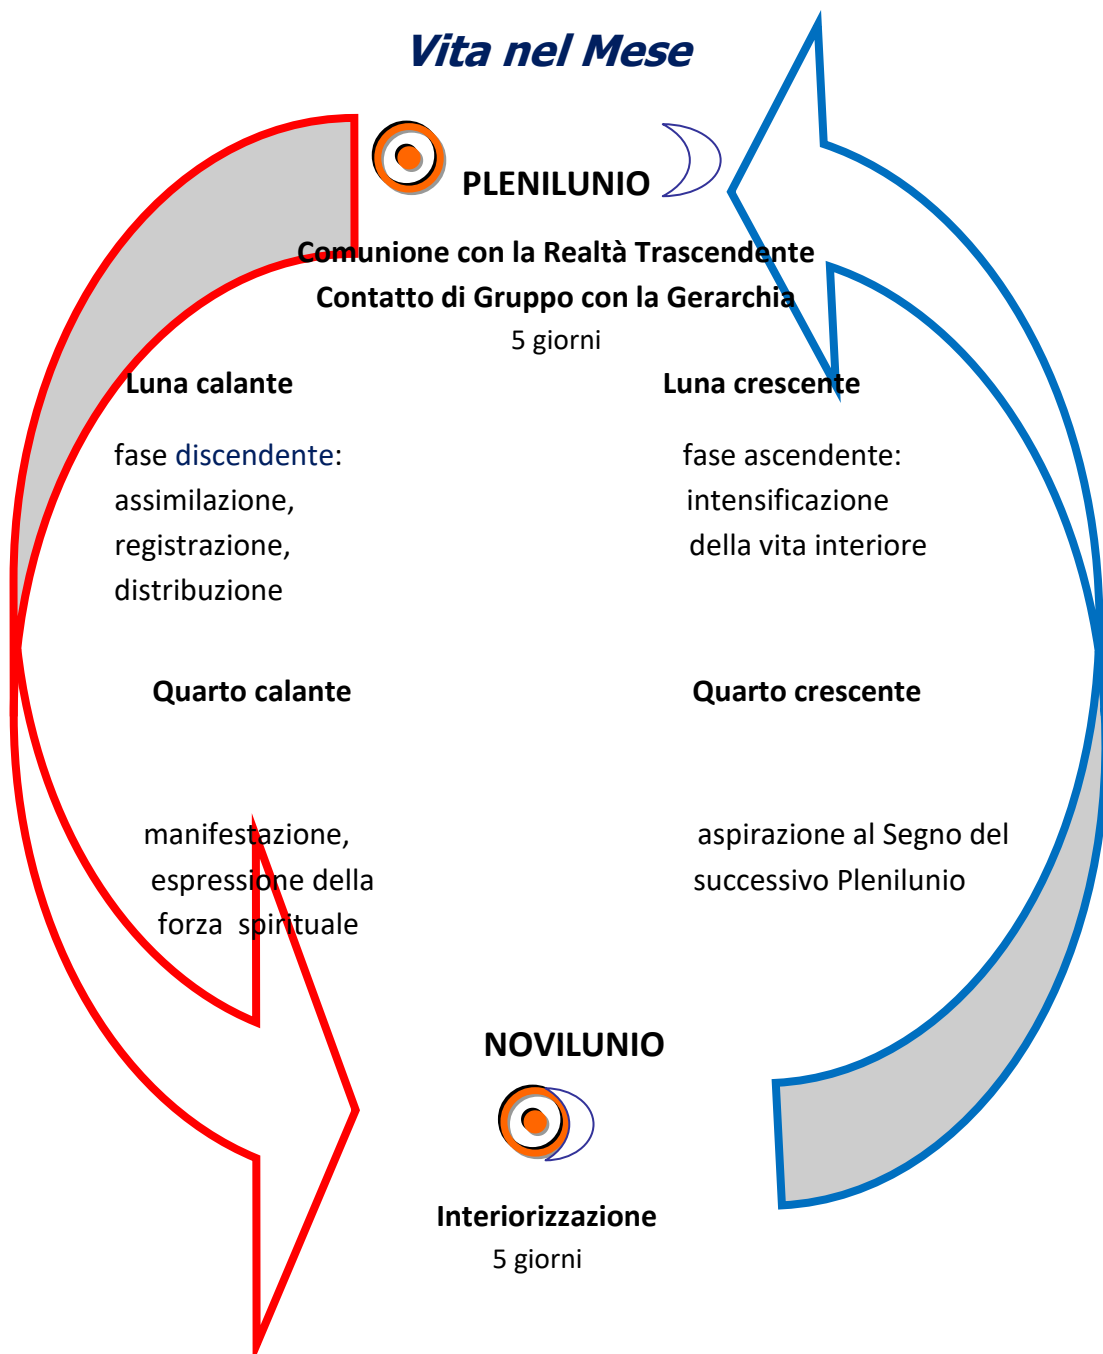 Vita nel Mese
PLENILUNIO
Comunione con la Realtà Trascendente
Contatto di Gruppo con la Gerarchia
5 giorni
Luna calante
fase discendente:
assimilazione,
registrazione,
distribuzione
Luna crescente
fase ascendente:
intensificazione
della vita interiore
Quarto calante
Quarto crescente
manifestazione,
espressione della
forza spirituale
aspirazione al Segno del
successivo Plenilunio
NOVILUNIO
Interiorizzazione
5 giorni